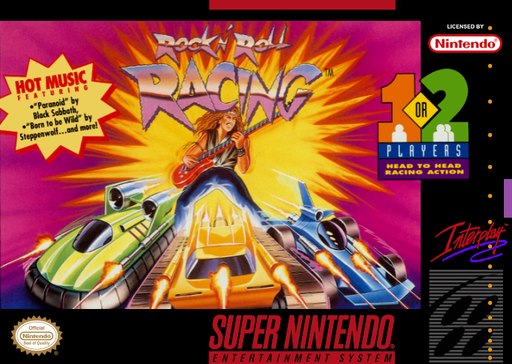 LICENSED BY
Nintendo
ROCK N' ROLL
RACING™
HOT MUSIC
FEATURING
•"Paranoid" by
Black Sabbath,
•"Born to be Wild" by
Steppenwolf...and more!
1 OR 2
PLAYERS
HEAD TO HEAD
RACING ACTION
Interplay™
Official
Nintendo
Seal of Quality
SUPER NINTENDO.
ENTERTAINMENT SYSTEM